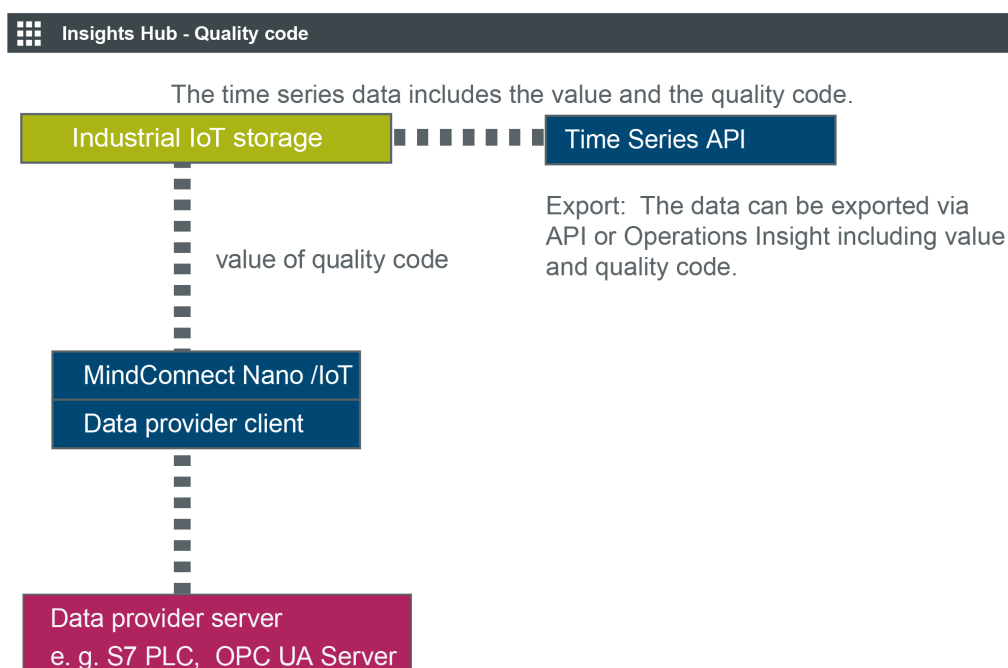 Insights Hub - Quality code
The time series data includes the value and the quality code.
Industrial IoT storage
Time Series API
Export:  The data can be exported via
API or Operations Insight including value
and quality code.
value of quality code
MindConnect Nano /IoT
Data provider client
Data provider server
e. g. S7 PLC,  OPC UA Server